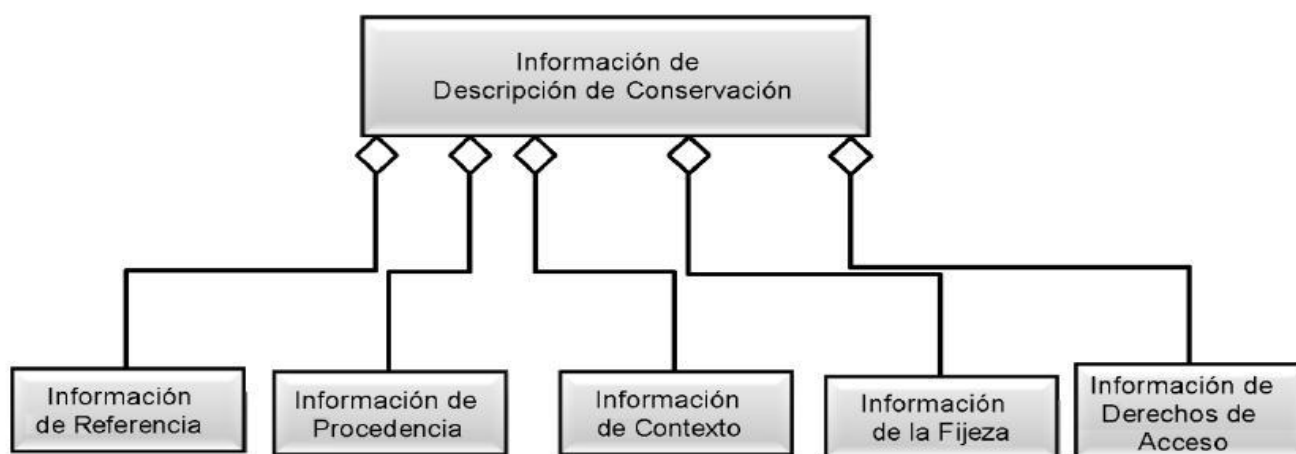 Información de
Descripción de Conservación
Información
de Referencia
Información de
Procedencia
Información
de Contexto
Información
de la Fijeza
Información de
Derechos de
Acceso